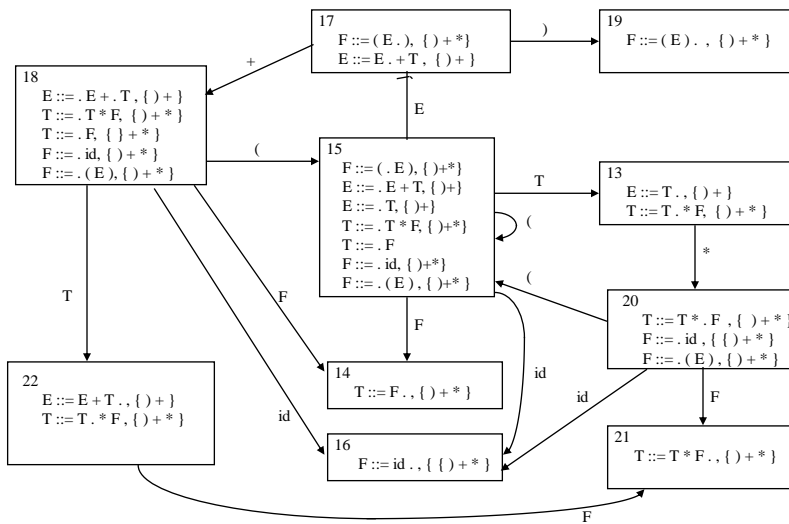 17
F ::= ( E . ), { ) + *}
E ::= E . + T , { ) + }
)
19
F ::= ( E ) . , { ) + * }
+
18
E ::= . E + . T , { ) + }
T ::= . T * F, { ) + * }
T ::= . F, { } + * }
F ::= . id, { ) + * }
F ::= . ( E ), { ) + * }
E
(
15
F ::= ( . E ), { )+*}
E ::= . E + T, { )+}
E ::= . T, { )+}
T ::= . T * F, { )+*}
T ::= . F
F ::= . id, { )+*}
F ::= . ( E ), { )+* }
T
(
13
E ::= T . , { ) + }
T ::= T . * F, { ) + * }
*
(
20
T ::= T * . F , { ) + * }
F ::= . id , { { ) + * }
F ::= . ( E ), { ) + * }
T
F
F
id
id
id
F
22
E ::= E + T . , { ) + }
T ::= T . * F , { ) + * }
14
T ::= F . , { ) + * }
16
F ::= id . , { { ) + * }
21
T ::= T * F . , { ) + * }
F